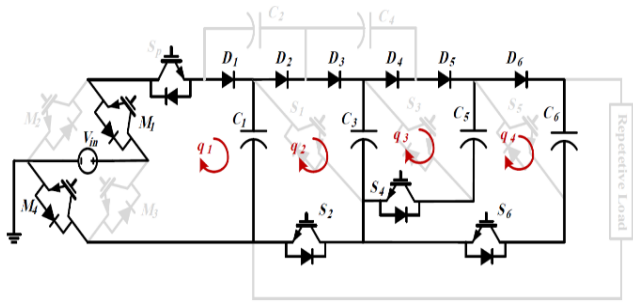 C2
C4
Sp
D1
D2
D3
D4
D5
D6
M2
M1
C1
S1
C3
S3
C5
S5
C6
Vin
q1
q2
q3
q4
M4
M3
S4
S2
S6
Repetetive Load